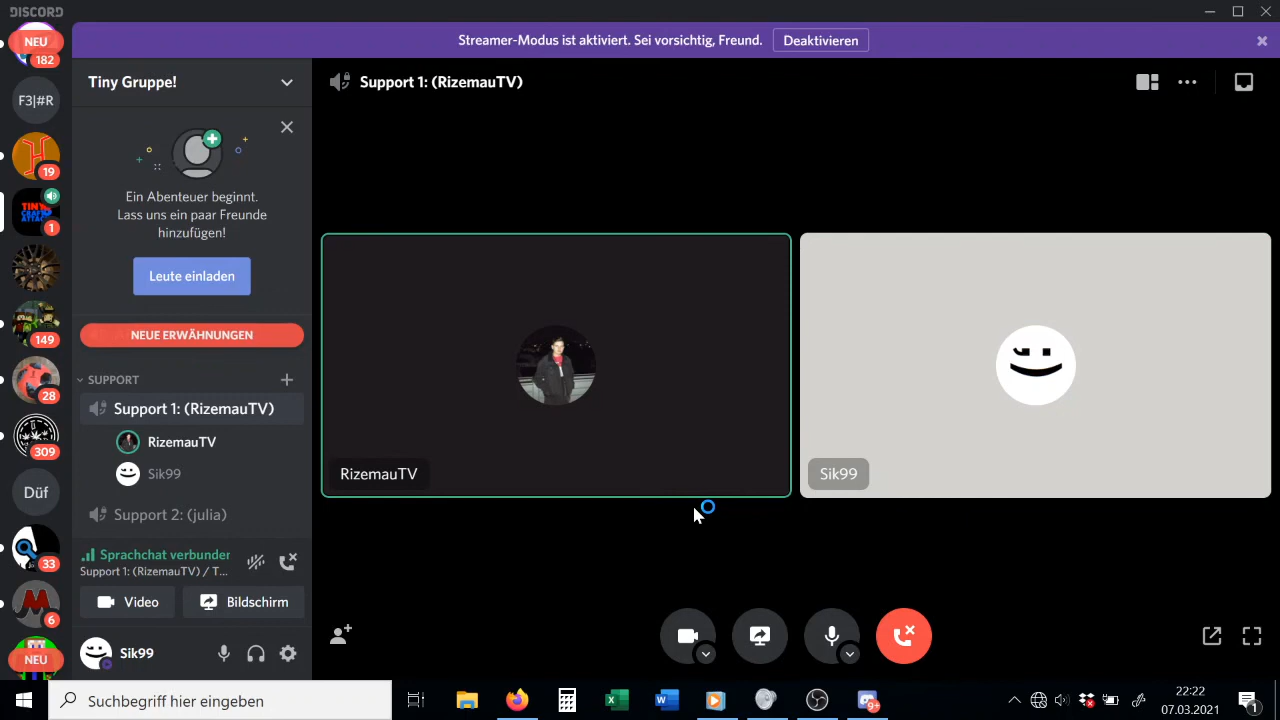 DISCORD
Streamer-Modus ist aktiviert. Sei vorsichtig, Freund.
Deaktivieren
NEU
182
F3|#R
19
1
149
28
309
Düf
33
6
NEU
Tiny Gruppe!
Ein Abenteuer beginnt.
Lass uns ein paar Freunde
hinzufügen!
Leute einladen
NEUE ERWÄHNUNGEN
SUPPORT
Support 1: (RizemauTV)
RizemauTV
Sik99
Support 2: (julia)
Sprachchat verbunden
Support 1: (RizemauTV) / T...
Video
Bildschirm
Sik99
Support 1: (RizemauTV)
RizemauTV
Sik99
Suchbegriff hier eingeben
9+
22:22
07.03.2021
1